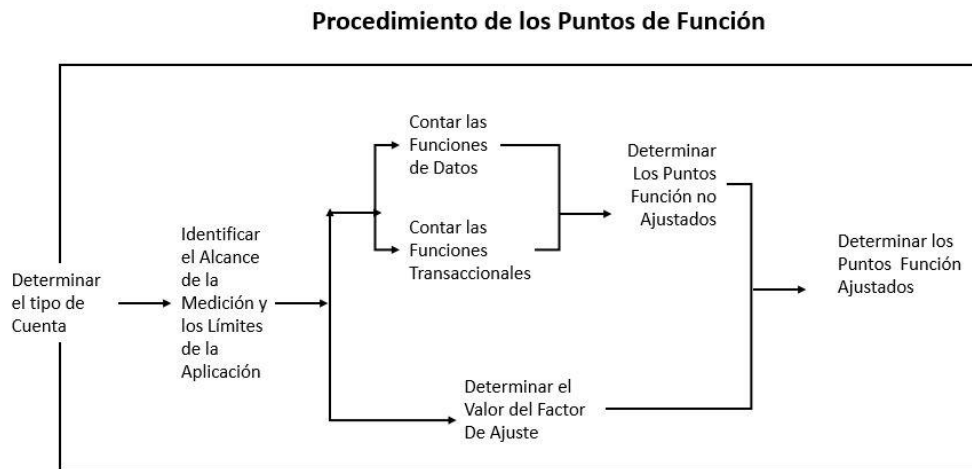 Procedimiento de los Puntos de Función
Determinar
el tipo de
Cuenta
Identificar
el Alcance
de la
Medición y
los Límites
de la
Aplicación
Contar las
Funciones
de Datos
Contar las
Funciones
Transaccionales
Determinar
Los Puntos
Función no
Ajustados
Determinar el
Valor del Factor
De Ajuste
Determinar los
Puntos Función
Ajustados